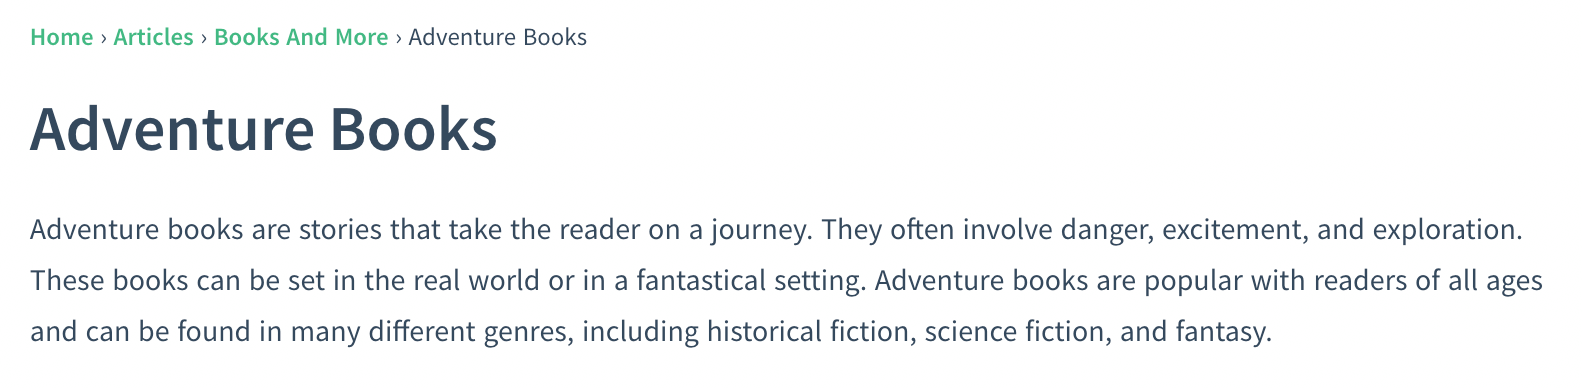 Home › Articles › Books And More › Adventure Books
Adventure Books
Adventure books are stories that take the reader on a journey. They often involve danger, excitement, and exploration.
These books can be set in the real world or in a fantastical setting. Adventure books are popular with readers of all ages
and can be found in many different genres, including historical fiction, science fiction, and fantasy.